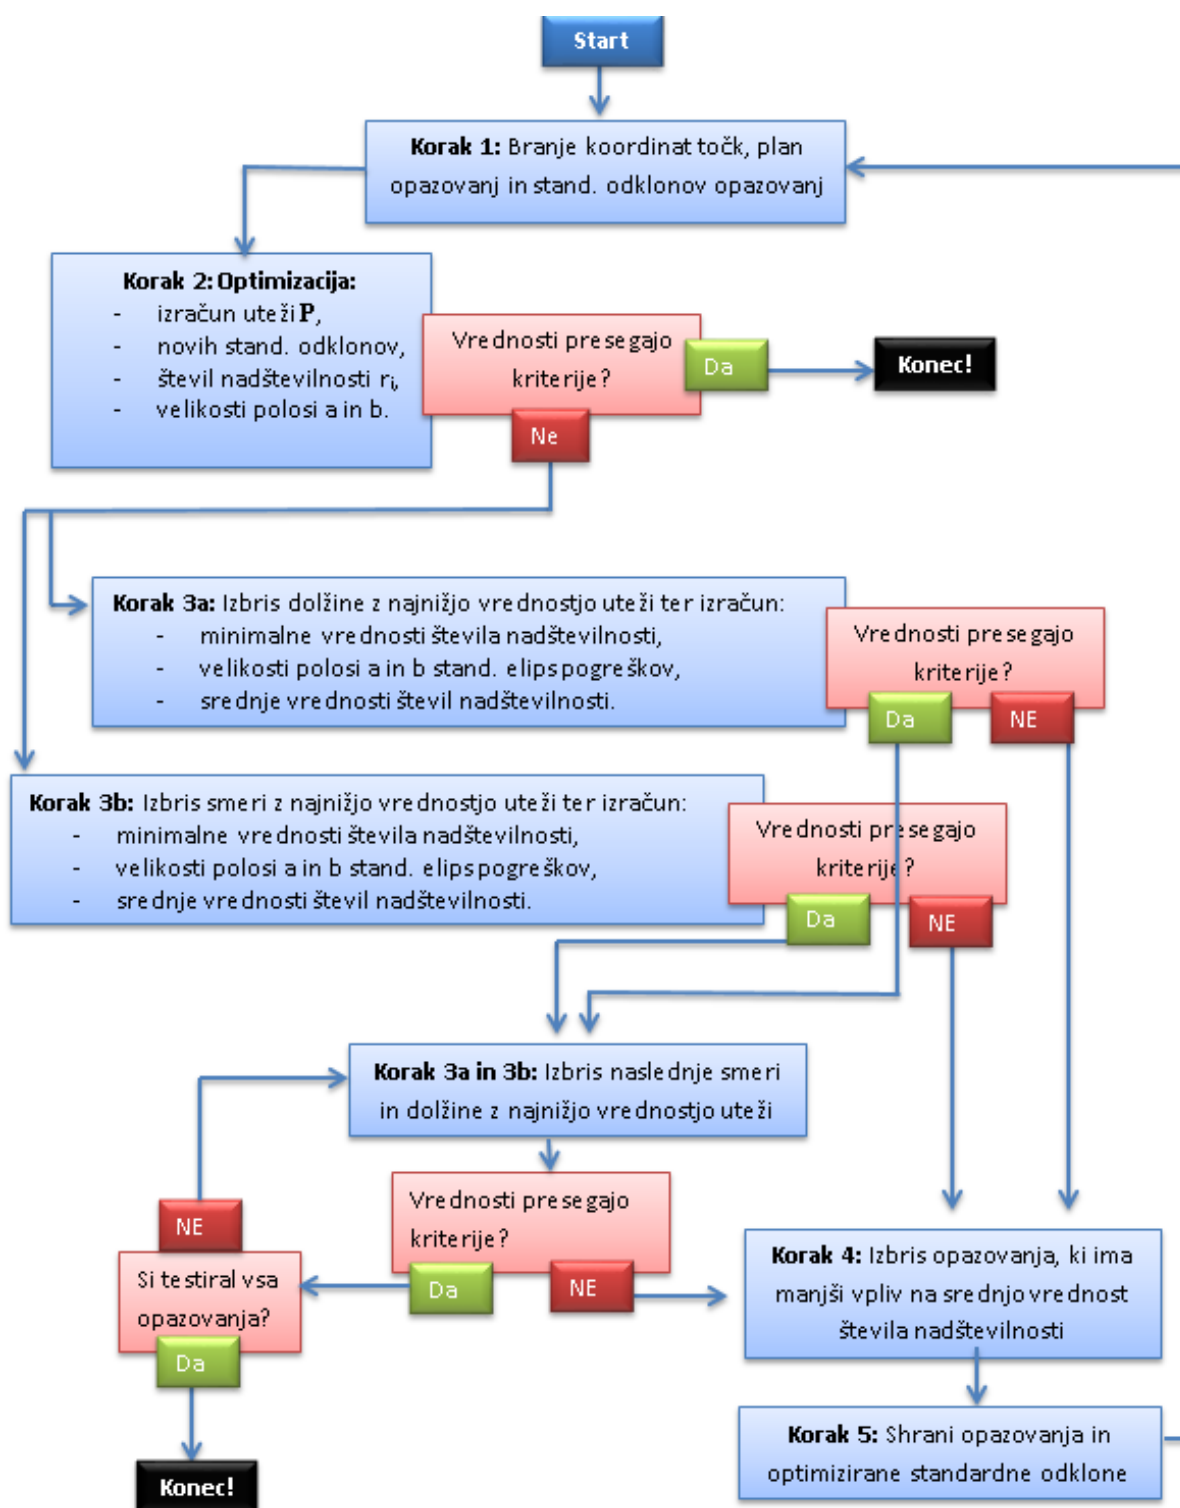 Start
Korak 1: Branje koordinat točk, plan
opazovanj in stand. odklonov opazovanj
Korak 2: Optimizacija:
- izračun uteži P,
- novih stand. odklonov,
- števil nadštevilnosti ri,
- velikosti polosi a in b.
Vrednosti presegajo
kriterije?
Da
Konec!
Ne
Korak 3a: Izbris dolžine z najnižjo vrednostjo uteži ter izračun:
- minimalne vrednosti števila nadštevilnosti,
- velikosti polosi a in b stand. elips pogreškov,
- srednje vrednosti števil nadštevilnosti.
Vrednosti presegajo
kriterije?
Da
NE
Korak 3b: Izbris smeri z najnižjo vrednostjo uteži ter izračun:
- minimalne vrednosti števila nadštevilnosti,
- velikosti polosi a in b stand. elips pogreškov,
- srednje vrednosti števil nadštevilnosti.
Vrednosti presegajo
kriterije?
Da
NE
Korak 3a in 3b: Izbris naslednje smeri
in dolžine z najnižjo vrednostjo uteži
Vrednosti presegajo
kriterije?
Da
NE
NE
Si testiral vsa
opazovanja?
Da
Konec!
Korak 4: Izbris opazovanja, ki ima
manjši vpliv na srednjo vrednost
števila nadštevilnosti
Korak 5: Shrani opazovanja in
optimizirane standardne odklone